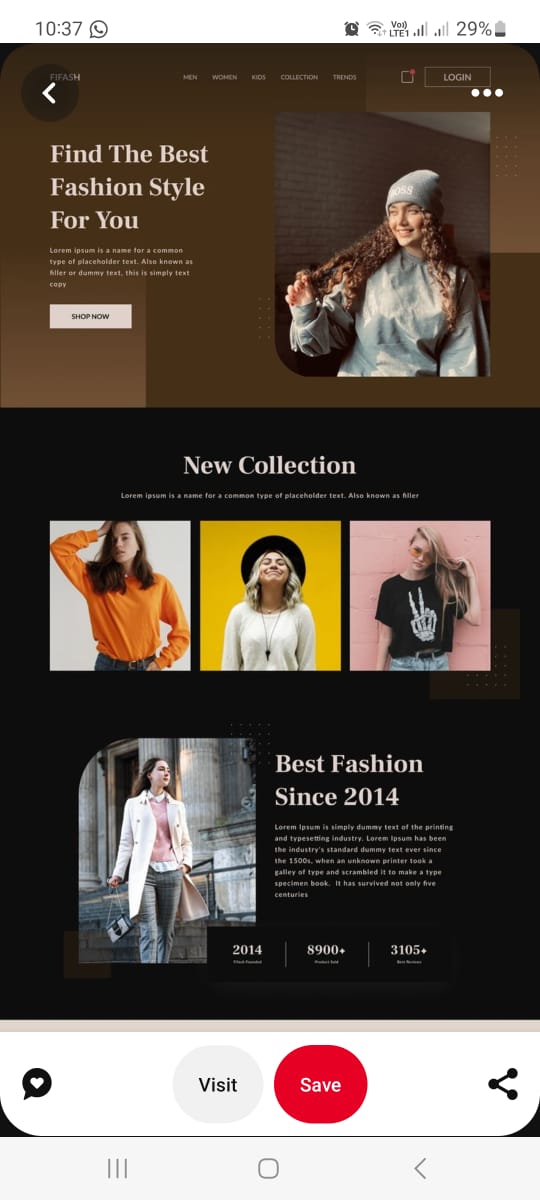 10:37
Vo)) LTE1 29%
FIFASH
MEN WOMEN KIDS COLLECTION TRENDS LOGIN
Find The Best
Fashion Style
For You
Lorem ipsum is a name for a common
type of placeholder text. Also known as
filler or dummy text, this is simply text
copy
SHOP NOW
BOSS
New Collection
Lorem ipsum is a name for a common type of placeholder text. Also known as filler
Best Fashion
Since 2014
Lorem Ipsum is simply dummy text of the printing
and typesetting industry. Lorem Ipsum has been
the industry's standard dummy text ever since
the 1500s, when an unknown printer took a
galley of type and scrambled it to make a type
specimen book. It has survived not only five
centuries
2014 8900+ 3105+
Fifash Founded Product Sold Best Reviews
Visit Save